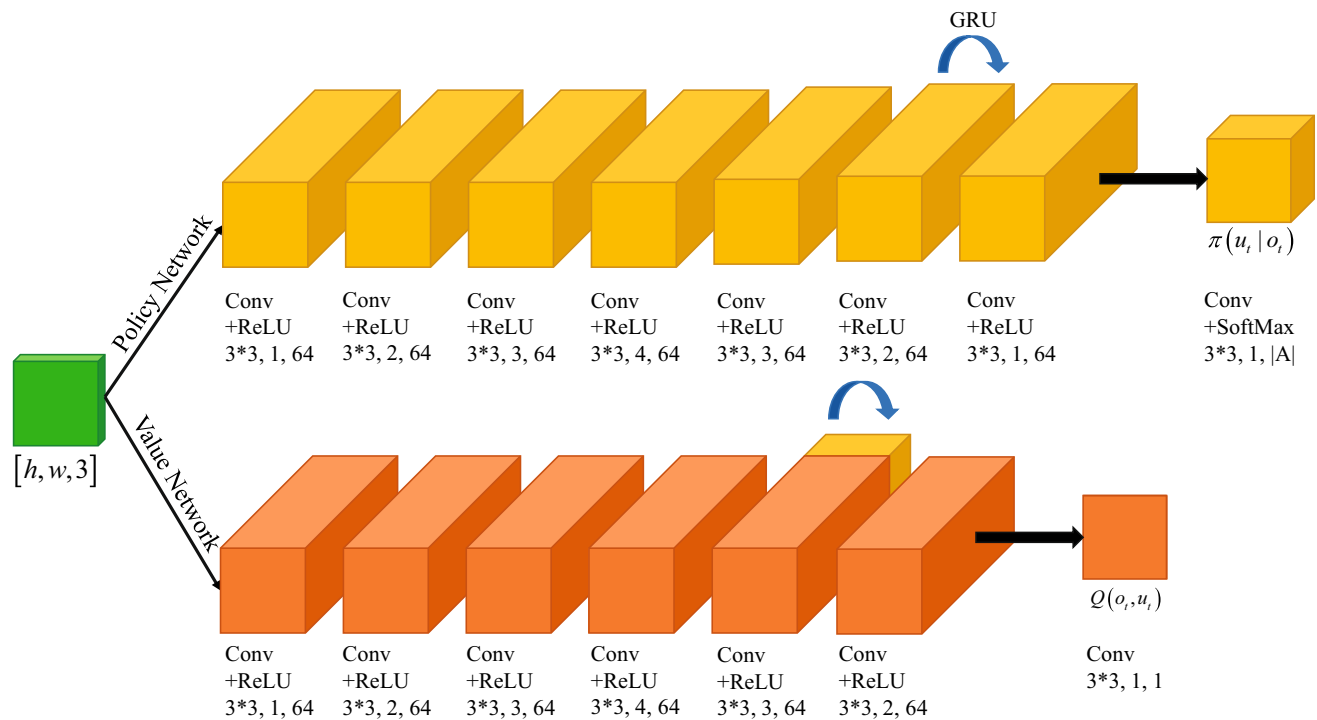 GRU
Policy Network
Conv
+ReLU
3*3, 1, 64
Conv
+ReLU
3*3, 2, 64
Conv
+ReLU
3*3, 3, 64
Conv
+ReLU
3*3, 4, 64
Conv
+ReLU
3*3, 3, 64
Conv
+ReLU
3*3, 2, 64
Conv
+ReLU
3*3, 1, 64
π(u_t | o_t)
Conv
+SoftMax
3*3, 1, |A|
[h, w, 3]
Value Network
Conv
+ReLU
3*3, 1, 64
Conv
+ReLU
3*3, 2, 64
Conv
+ReLU
3*3, 3, 64
Conv
+ReLU
3*3, 4, 64
Conv
+ReLU
3*3, 3, 64
Conv
+ReLU
3*3, 2, 64
Q(o_t, u_t)
Conv
3*3, 1, 1